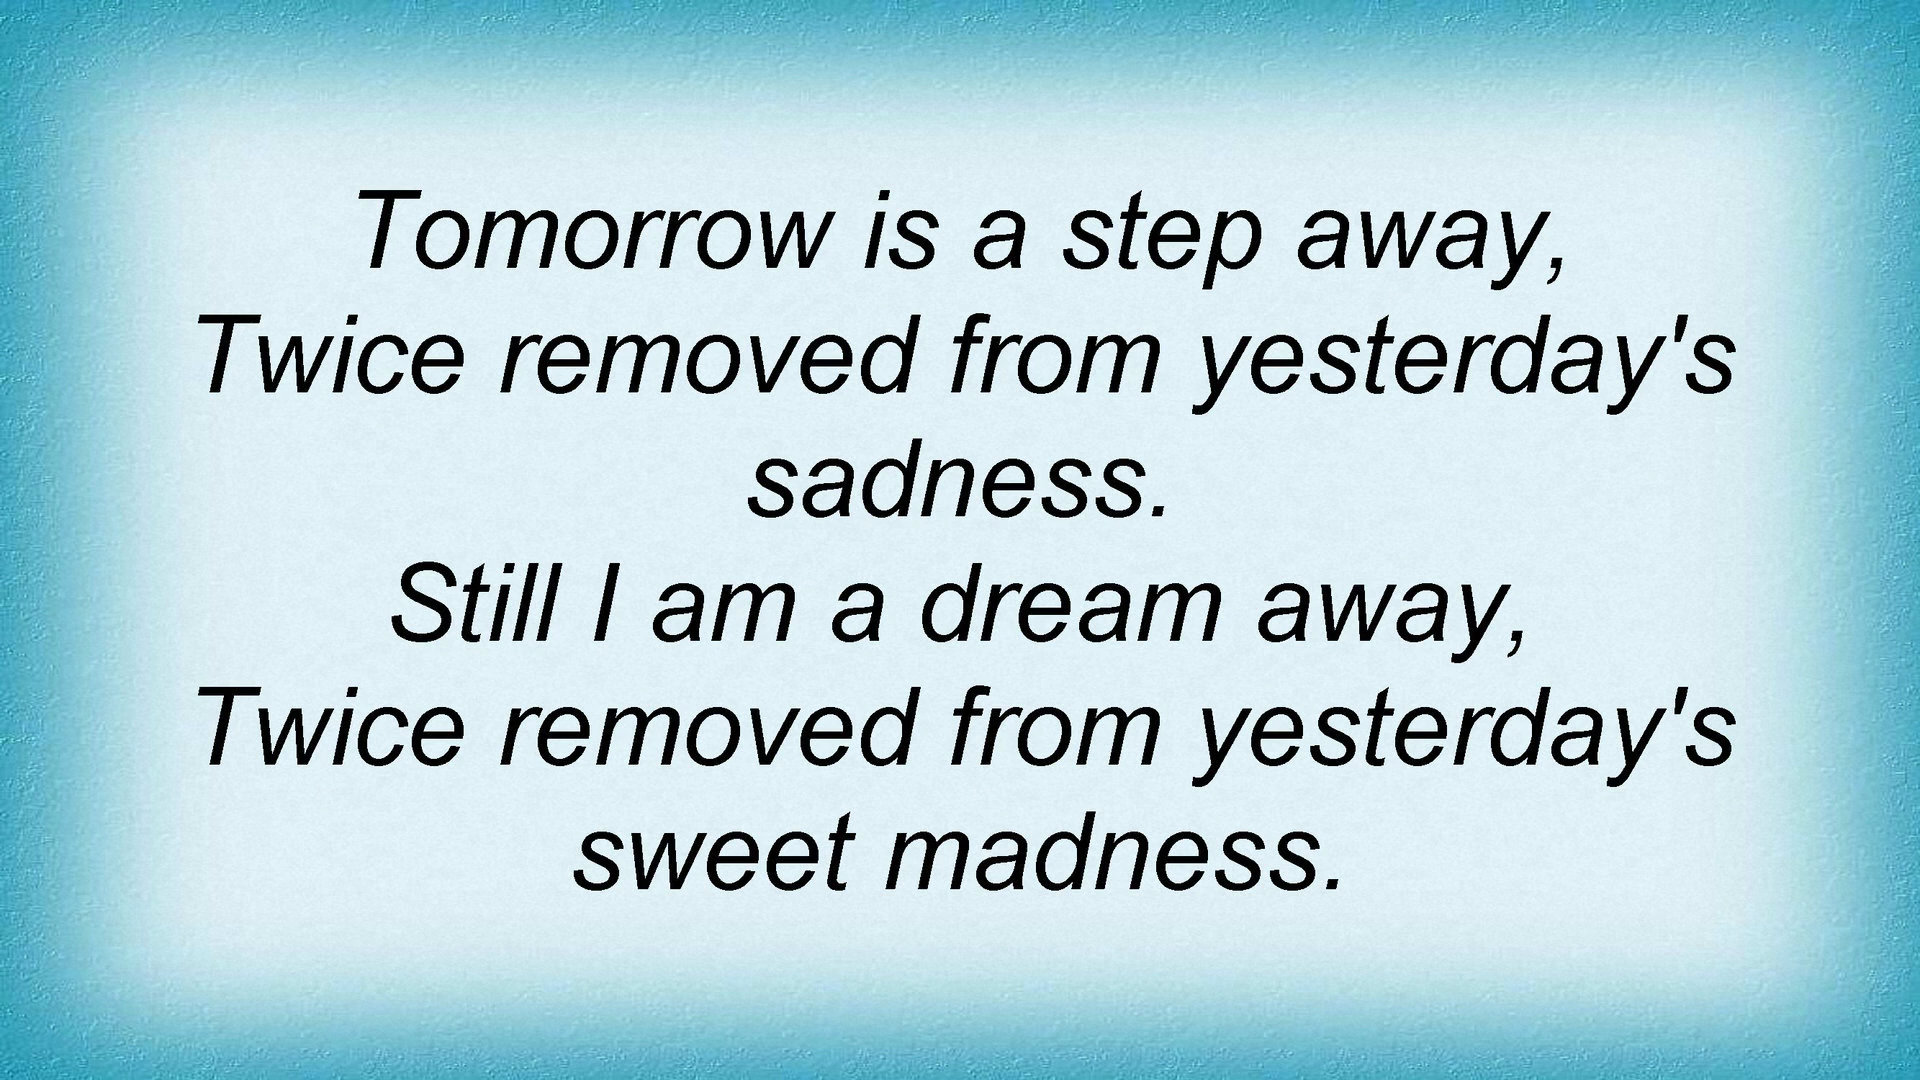 Tomorrow is a step away,
Twice removed from yesterday's
sadness.
Still I am a dream away,
Twice removed from yesterday's
sweet madness.